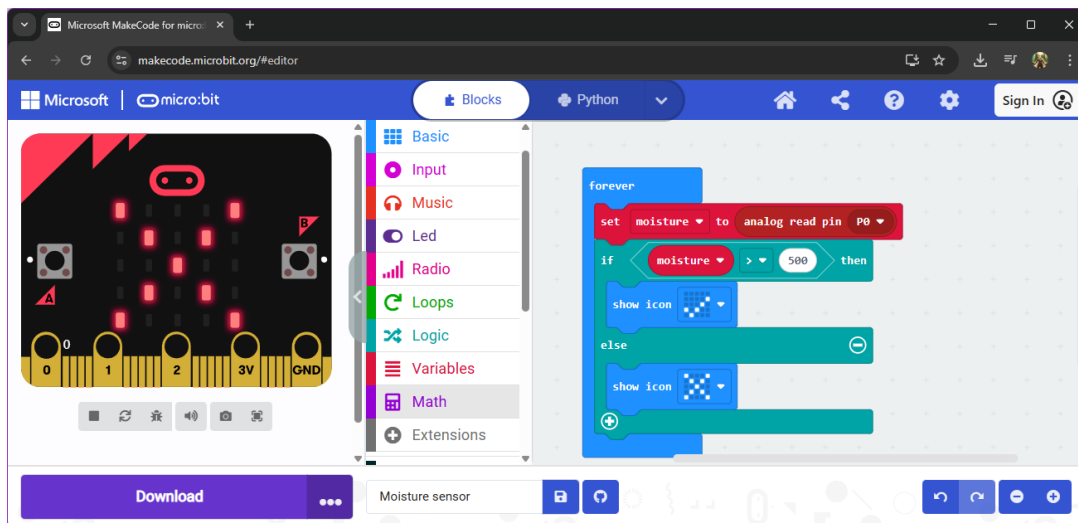 Microsoft MakeCode for micro:
makecode.microbit.org/#editor
Microsoft
micro:bit
Blocks
Python
Sign In
B
A
0
0
1
2
3V
GND
Basic
Input
Music
Led
Radio
Loops
Logic
Variables
Math
Extensions
forever
set moisture to analog read pin P0
if moisture > 500 then
show icon
else
show icon
Download
Moisture sensor